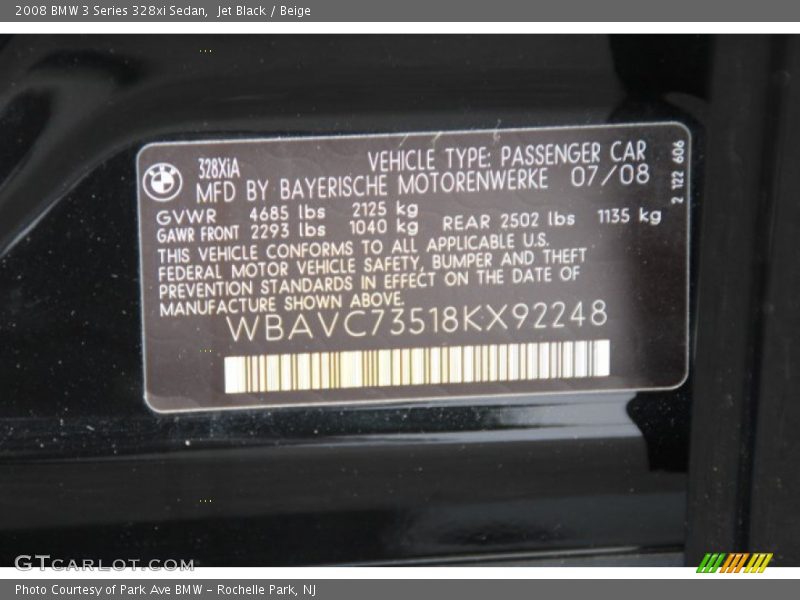 2008 BMW 3 Series 328xi Sedan, Jet Black / Beige
BMW
328XiA
VEHICLE TYPE: PASSENGER CAR
MFD BY BAYERISCHE MOTORENWERKE 07/08
GVWR 4685 lbs 2125 kg
GAWR FRONT 2293 lbs 1040 kg REAR 2502 lbs 1135 kg
THIS VEHICLE CONFORMS TO ALL APPLICABLE U.S.
FEDERAL MOTOR VEHICLE SAFETY, BUMPER AND THEFT
PREVENTION STANDARDS IN EFFECT ON THE DATE OF
MANUFACTURE SHOWN ABOVE.
WBAVC73518KX92248
2 122 606
GTCARLOT.COM
Photo Courtesy of Park Ave BMW - Rochelle Park, NJ